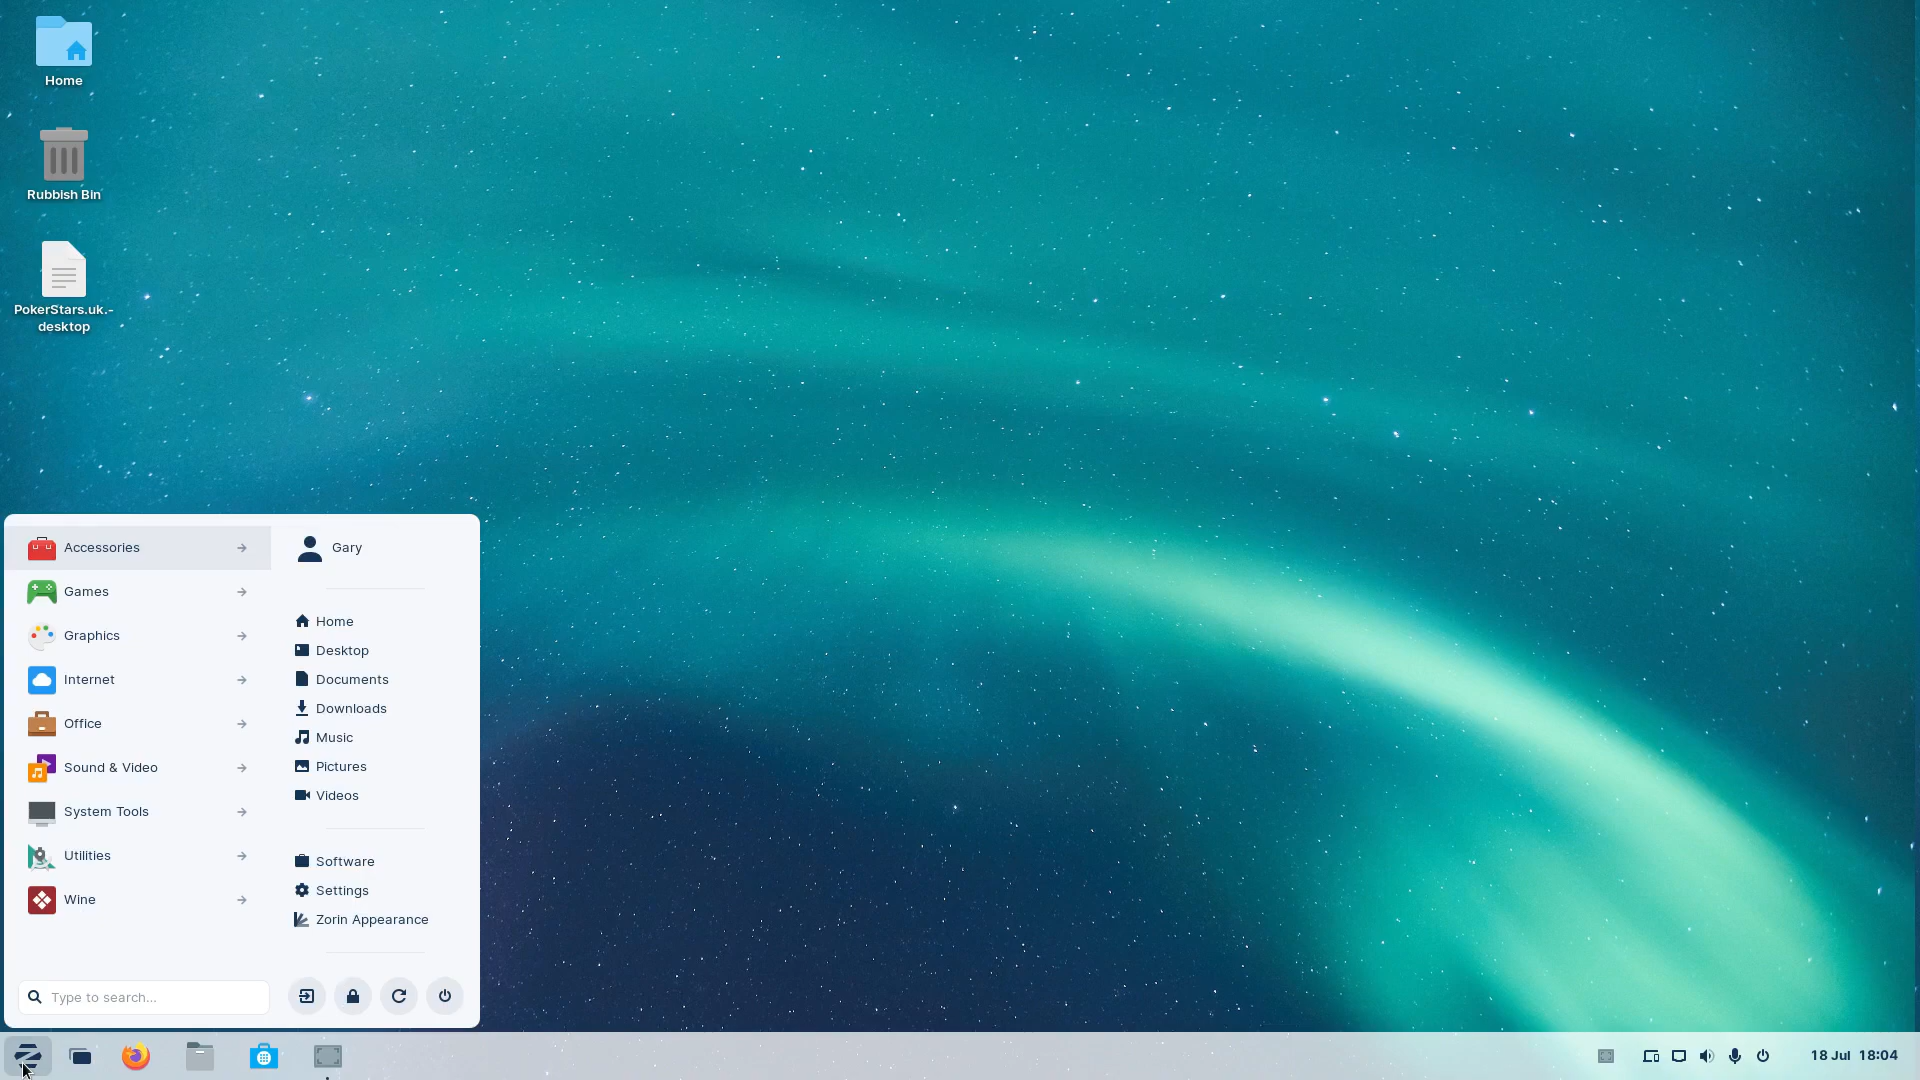 Home
Rubbish Bin
PokerStars.uk.-
desktop
Accessories
Games
Graphics
Internet
Office
Sound & Video
System Tools
Utilities
Wine
Type to search...
Gary
Home
Desktop
Documents
Downloads
Music
Pictures
Videos
Software
Settings
Zorin Appearance
18 Jul 18:04